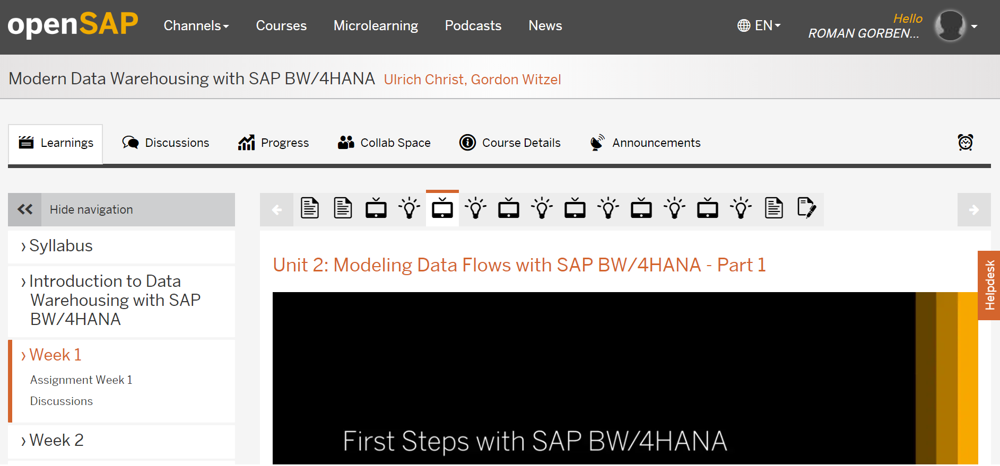 openSAP Channels Courses Microlearning Podcasts News EN Hello
ROMAN GORBEN...
Modern Data Warehousing with SAP BW/4HANA Ulrich Christ, Gordon Witzel
Learnings Discussions Progress Collab Space Course Details Announcements
Hide navigation
Syllabus
Introduction to Data
Warehousing with SAP
BW/4HANA
Week 1
Assignment Week 1
Discussions
Week 2
Unit 2: Modeling Data Flows with SAP BW/4HANA - Part 1
First Steps with SAP BW/4HANA
Helpdesk